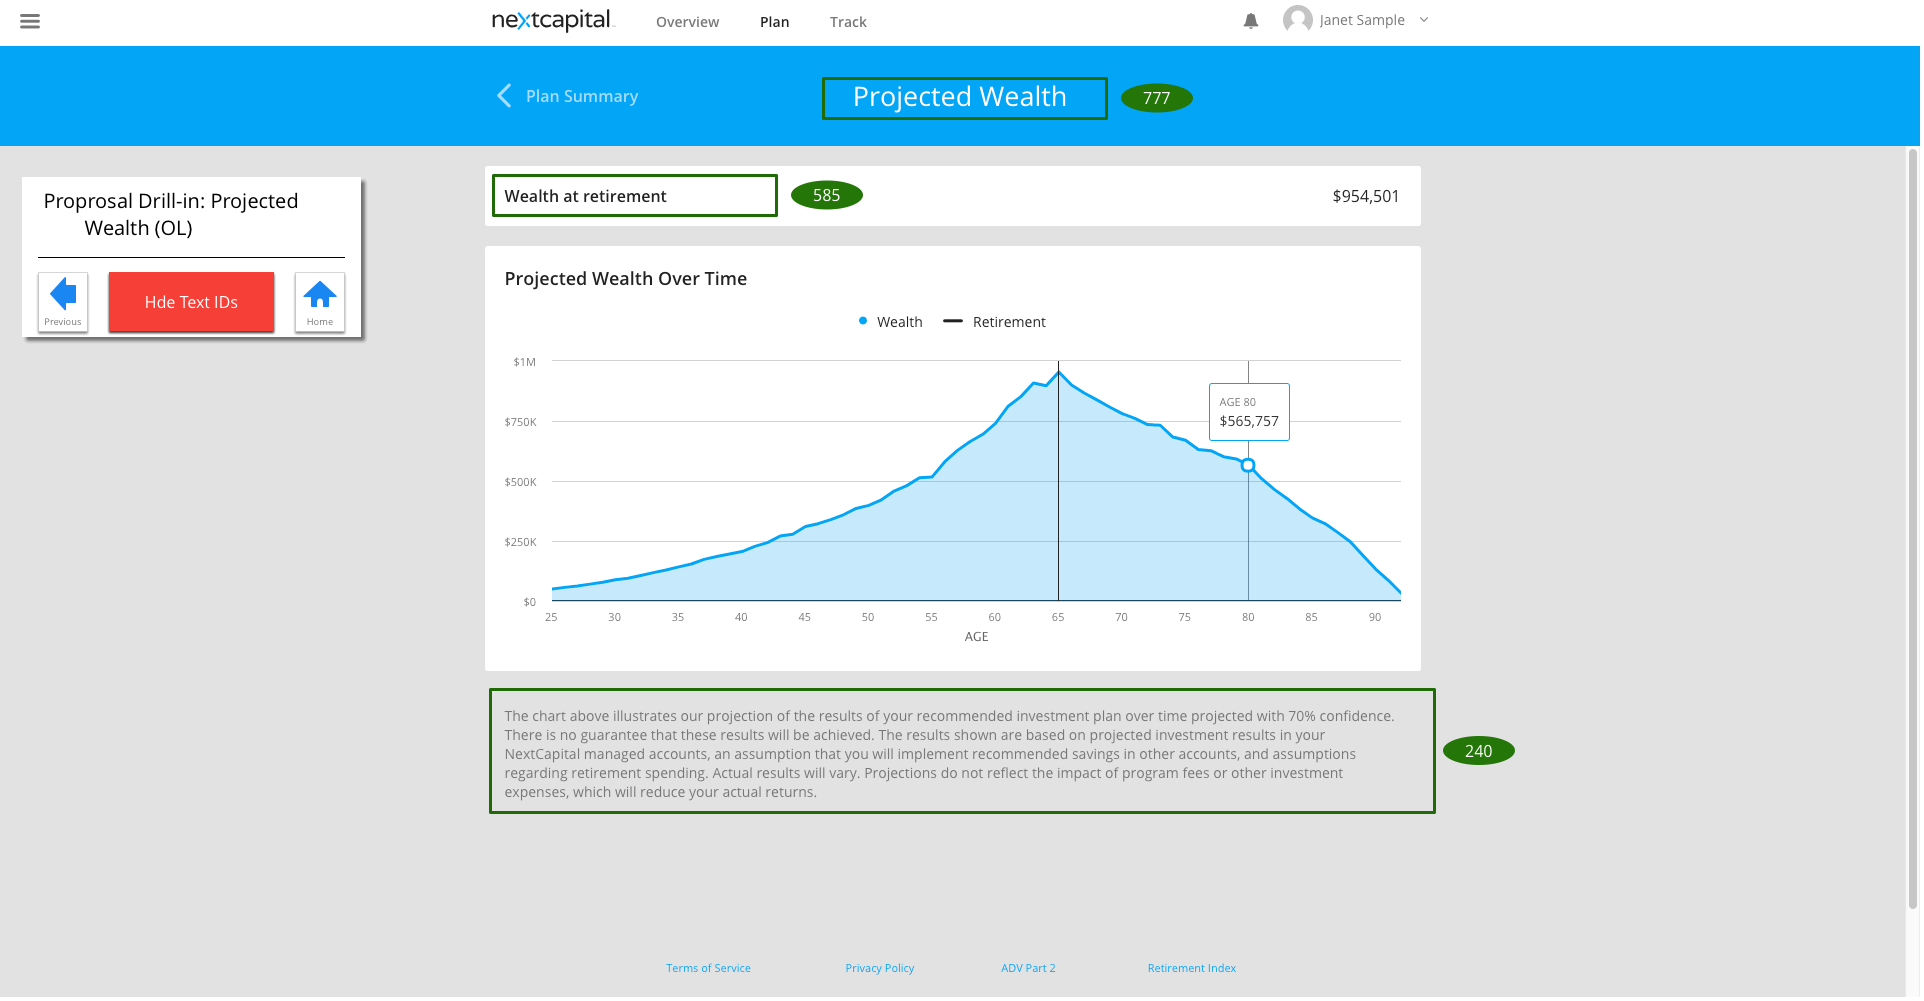 nextcapital
Overview
Plan
Track
Janet Sample
Plan Summary
Projected Wealth
777
Proprosal Drill-in: Projected
Wealth (OL)
Previous
Hde Text IDs
Home
Wealth at retirement
585
$954,501
Projected Wealth Over Time
Wealth
Retirement
$1M
$750K
$500K
$250K
$0
AGE 80
$565,757
25 30 35 40 45 50 55 60 65 70 75 80 85 90
AGE
The chart above illustrates our projection of the results of your recommended investment plan over time projected with 70% confidence.
There is no guarantee that these results will be achieved. The results shown are based on projected investment results in your
NextCapital managed accounts, an assumption that you will implement recommended savings in other accounts, and assumptions
regarding retirement spending. Actual results will vary. Projections do not reflect the impact of program fees or other investment
expenses, which will reduce your actual returns.
240
Terms of Service
Privacy Policy
ADV Part 2
Retirement Index